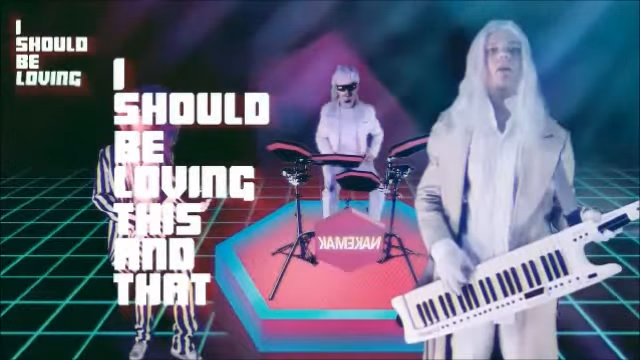 I
SHOULD
BE
LOVING
I
SHOULD
BE
LOVING
THIS
AND
THAT
NAKEMAK